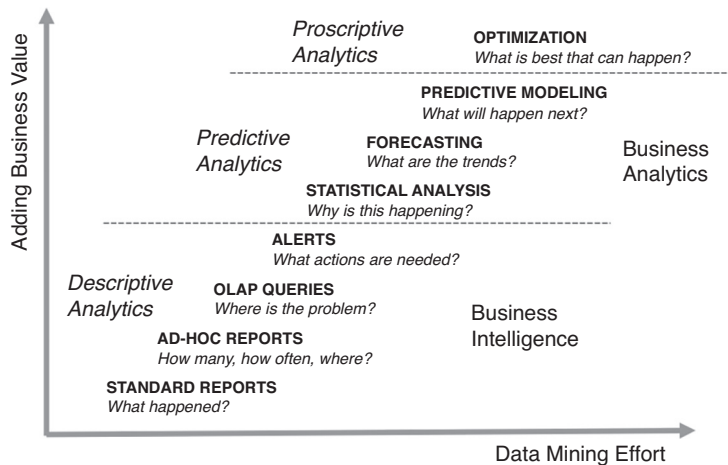 Adding Business Value
Proscriptive
Analytics
OPTIMIZATION
What is best that can happen?
PREDICTIVE MODELING
What will happen next?
Predictive
Analytics
FORECASTING
What are the trends?
Business
Analytics
STATISTICAL ANALYSIS
Why is this happening?
ALERTS
What actions are needed?
Descriptive
Analytics
OLAP QUERIES
Where is the problem?
Business
Intelligence
AD-HOC REPORTS
How many, how often, where?
STANDARD REPORTS
What happened?
Data Mining Effort